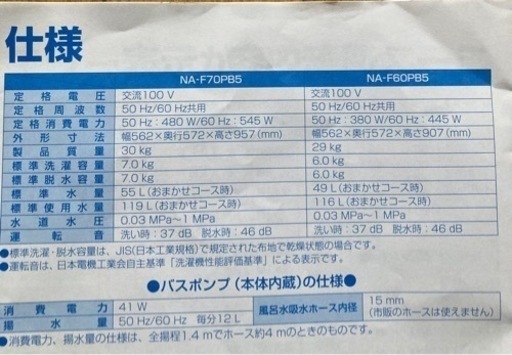 仕様
NA-F70PB5 NA-F60PB5
定格電圧 交流100 V 交流100 V
定格周波数 50 Hz/60 Hz共用 50 Hz/60 Hz共用
定格消費電力 50 Hz:480 W/60 Hz:545 W 50 Hz:380 W/60 Hz:445 W
外形寸法 幅562×奥行572×高さ957(mm) 幅562×奥行572×高さ907(mm)
製品質量 30 kg 29 kg
標準洗濯容量 7.0 kg 6.0 kg
標準脱水容量 7.0 kg 6.0 kg
標準水量 55 L(おまかせコース時) 49 L(おまかせコース時)
標準使用水量 119 L(おまかせコース時) 116 L(おまかせコース時)
水道水圧 0.03 MPa〜1 MPa 0.03 MPa〜1 MPa
運転音 洗い時:37 dB 脱水時:46 dB 洗い時:37 dB 脱水時:46 dB
●標準洗濯・脱水容量は、JIS(日本工業規格)で規定された布地で乾燥状態の場合です。
●運転音は、日本電機工業会自主基準「洗濯機性能評価基準」による表示です。
●バスポンプ(本体内蔵)の仕様●
消費電力 41 W 風呂水吸水ホース内径 15 mm
(市販のホースは使えません)
揚水量 50 Hz/60 Hz 毎分12 L
●消費電力、揚水量の仕様は、全揚程1.4 mでホース約4 mのときのものです。